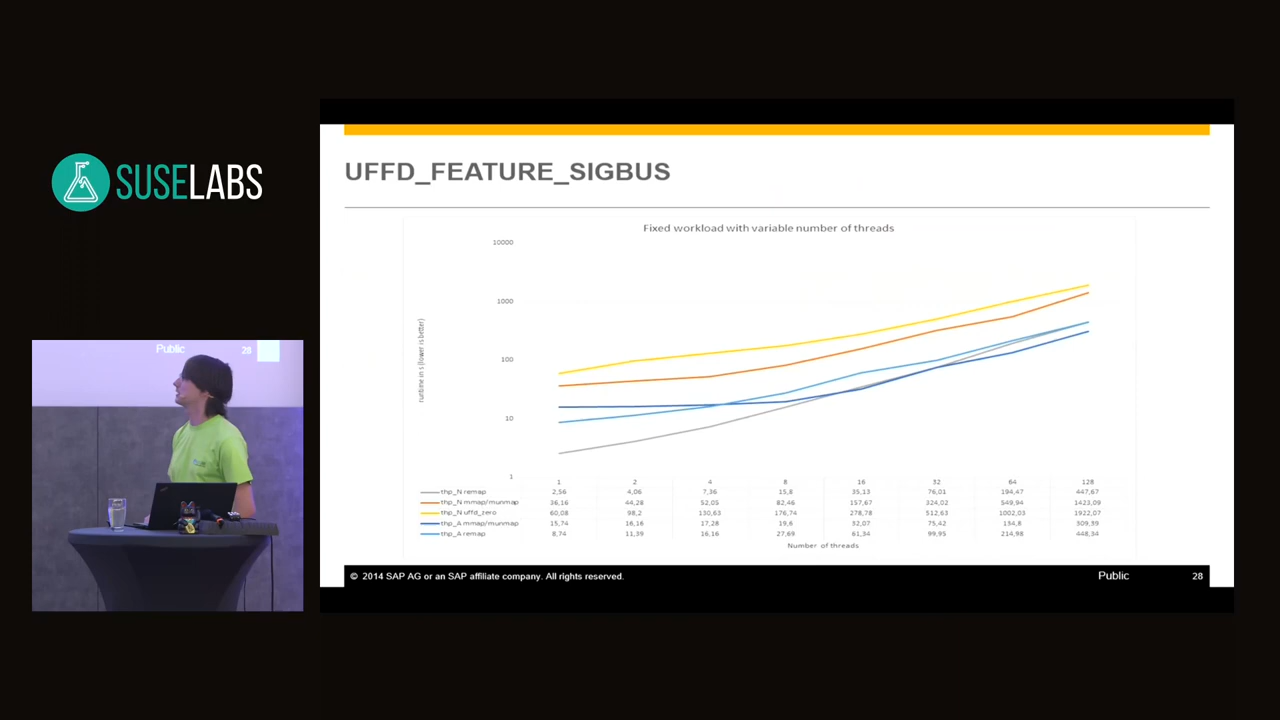 SUSELABS
Public 28
UFFD_FEATURE_SIGBUS
Fixed workload with variable number of threads
10000
1000
100
10
1
runtime in s (lower is better)
1 2 4 8 16 32 64 128
thp_N remap 2,56 4,06 7,36 15,8 35,13 76,01 194,47 447,67
thp_N mmap/munmap 36,16 44,28 52,05 82,46 157,67 324,02 549,94 1423,09
thp_N uffd_zero 60,08 98,2 130,63 176,74 278,78 512,63 1002,03 1922,07
thp_A mmap/munmap 15,74 16,16 17,28 19,6 32,07 75,42 134,8 309,39
thp_A remap 8,74 11,39 16,16 27,69 61,34 99,95 214,98 448,34
Number of threads
© 2014 SAP AG or an SAP affiliate company. All rights reserved.
Public 28